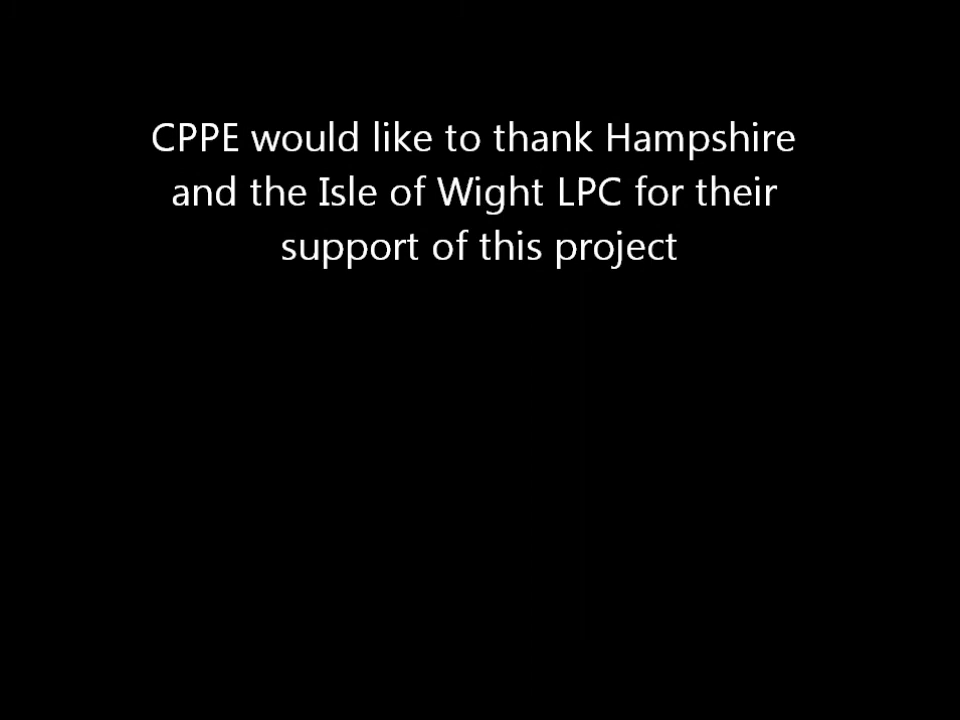 CPPE would like to thank Hampshire
and the Isle of Wight LPC for their
support of this project